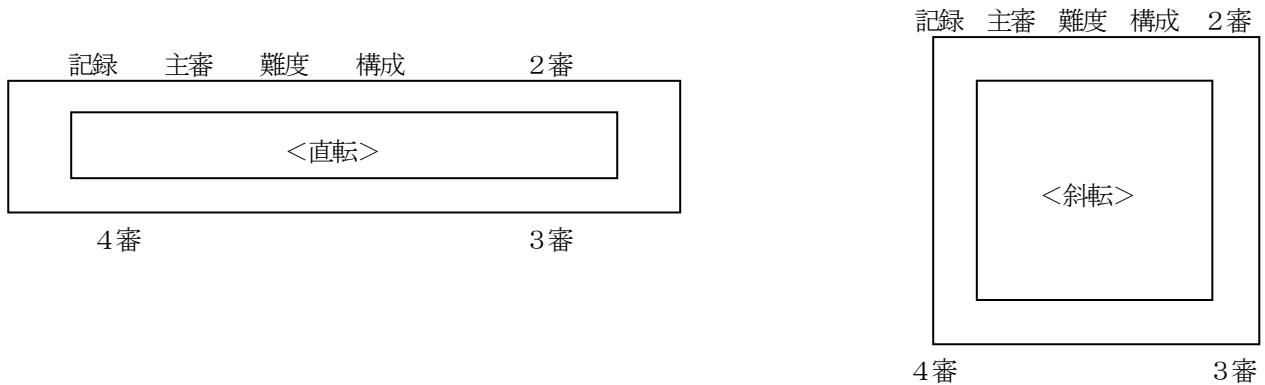 記録 主審 難度 構成 2審
<直転>
4審 3審
記録 主審 難度 構成 2審
<斜転>
4審 3審